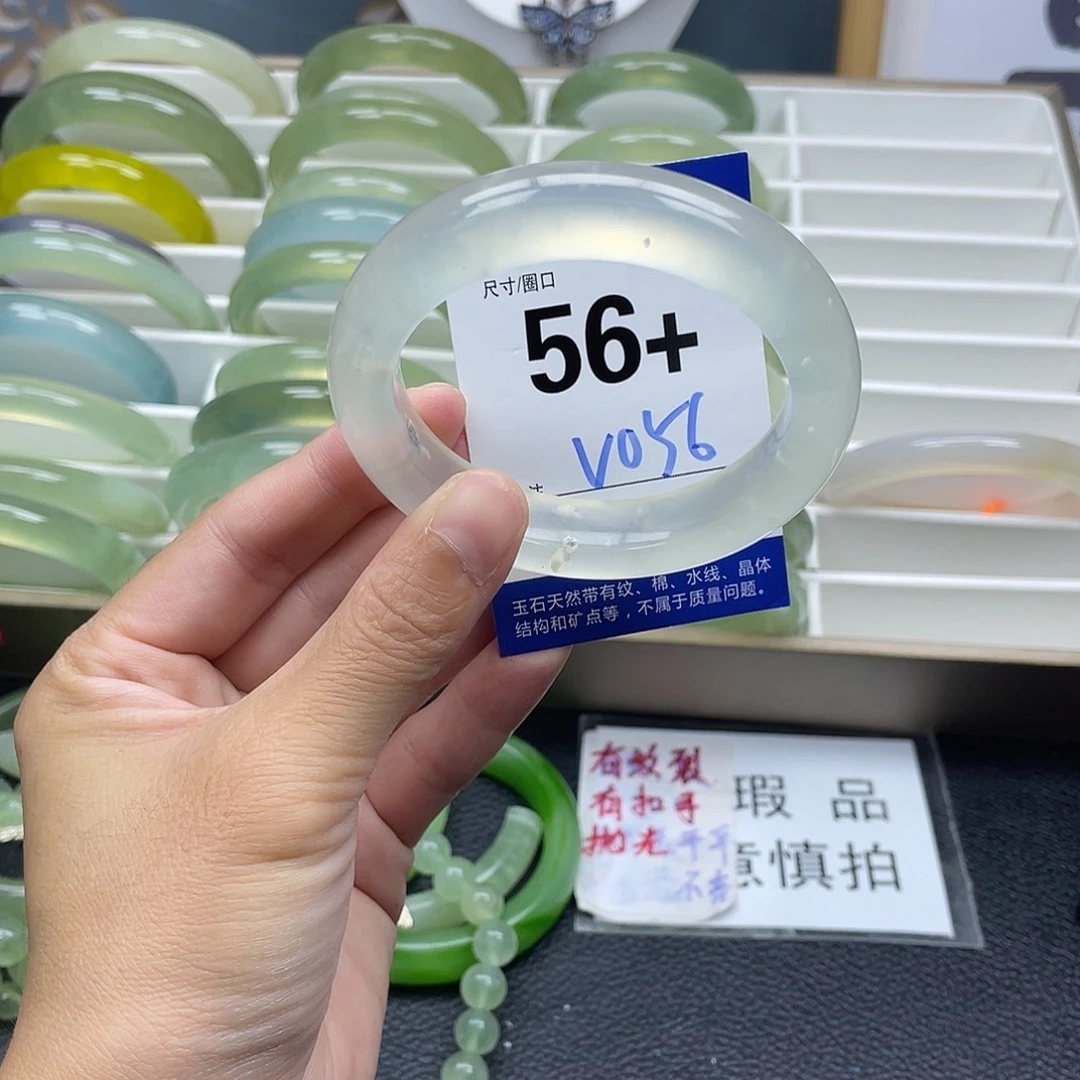 尺寸/圈口
56+
V056
玉石天然带有纹、棉、水线、晶体
结构和矿点等，不属于质量问题。
有纹裂
有扣手
抛光
瑕 品
意慎拍